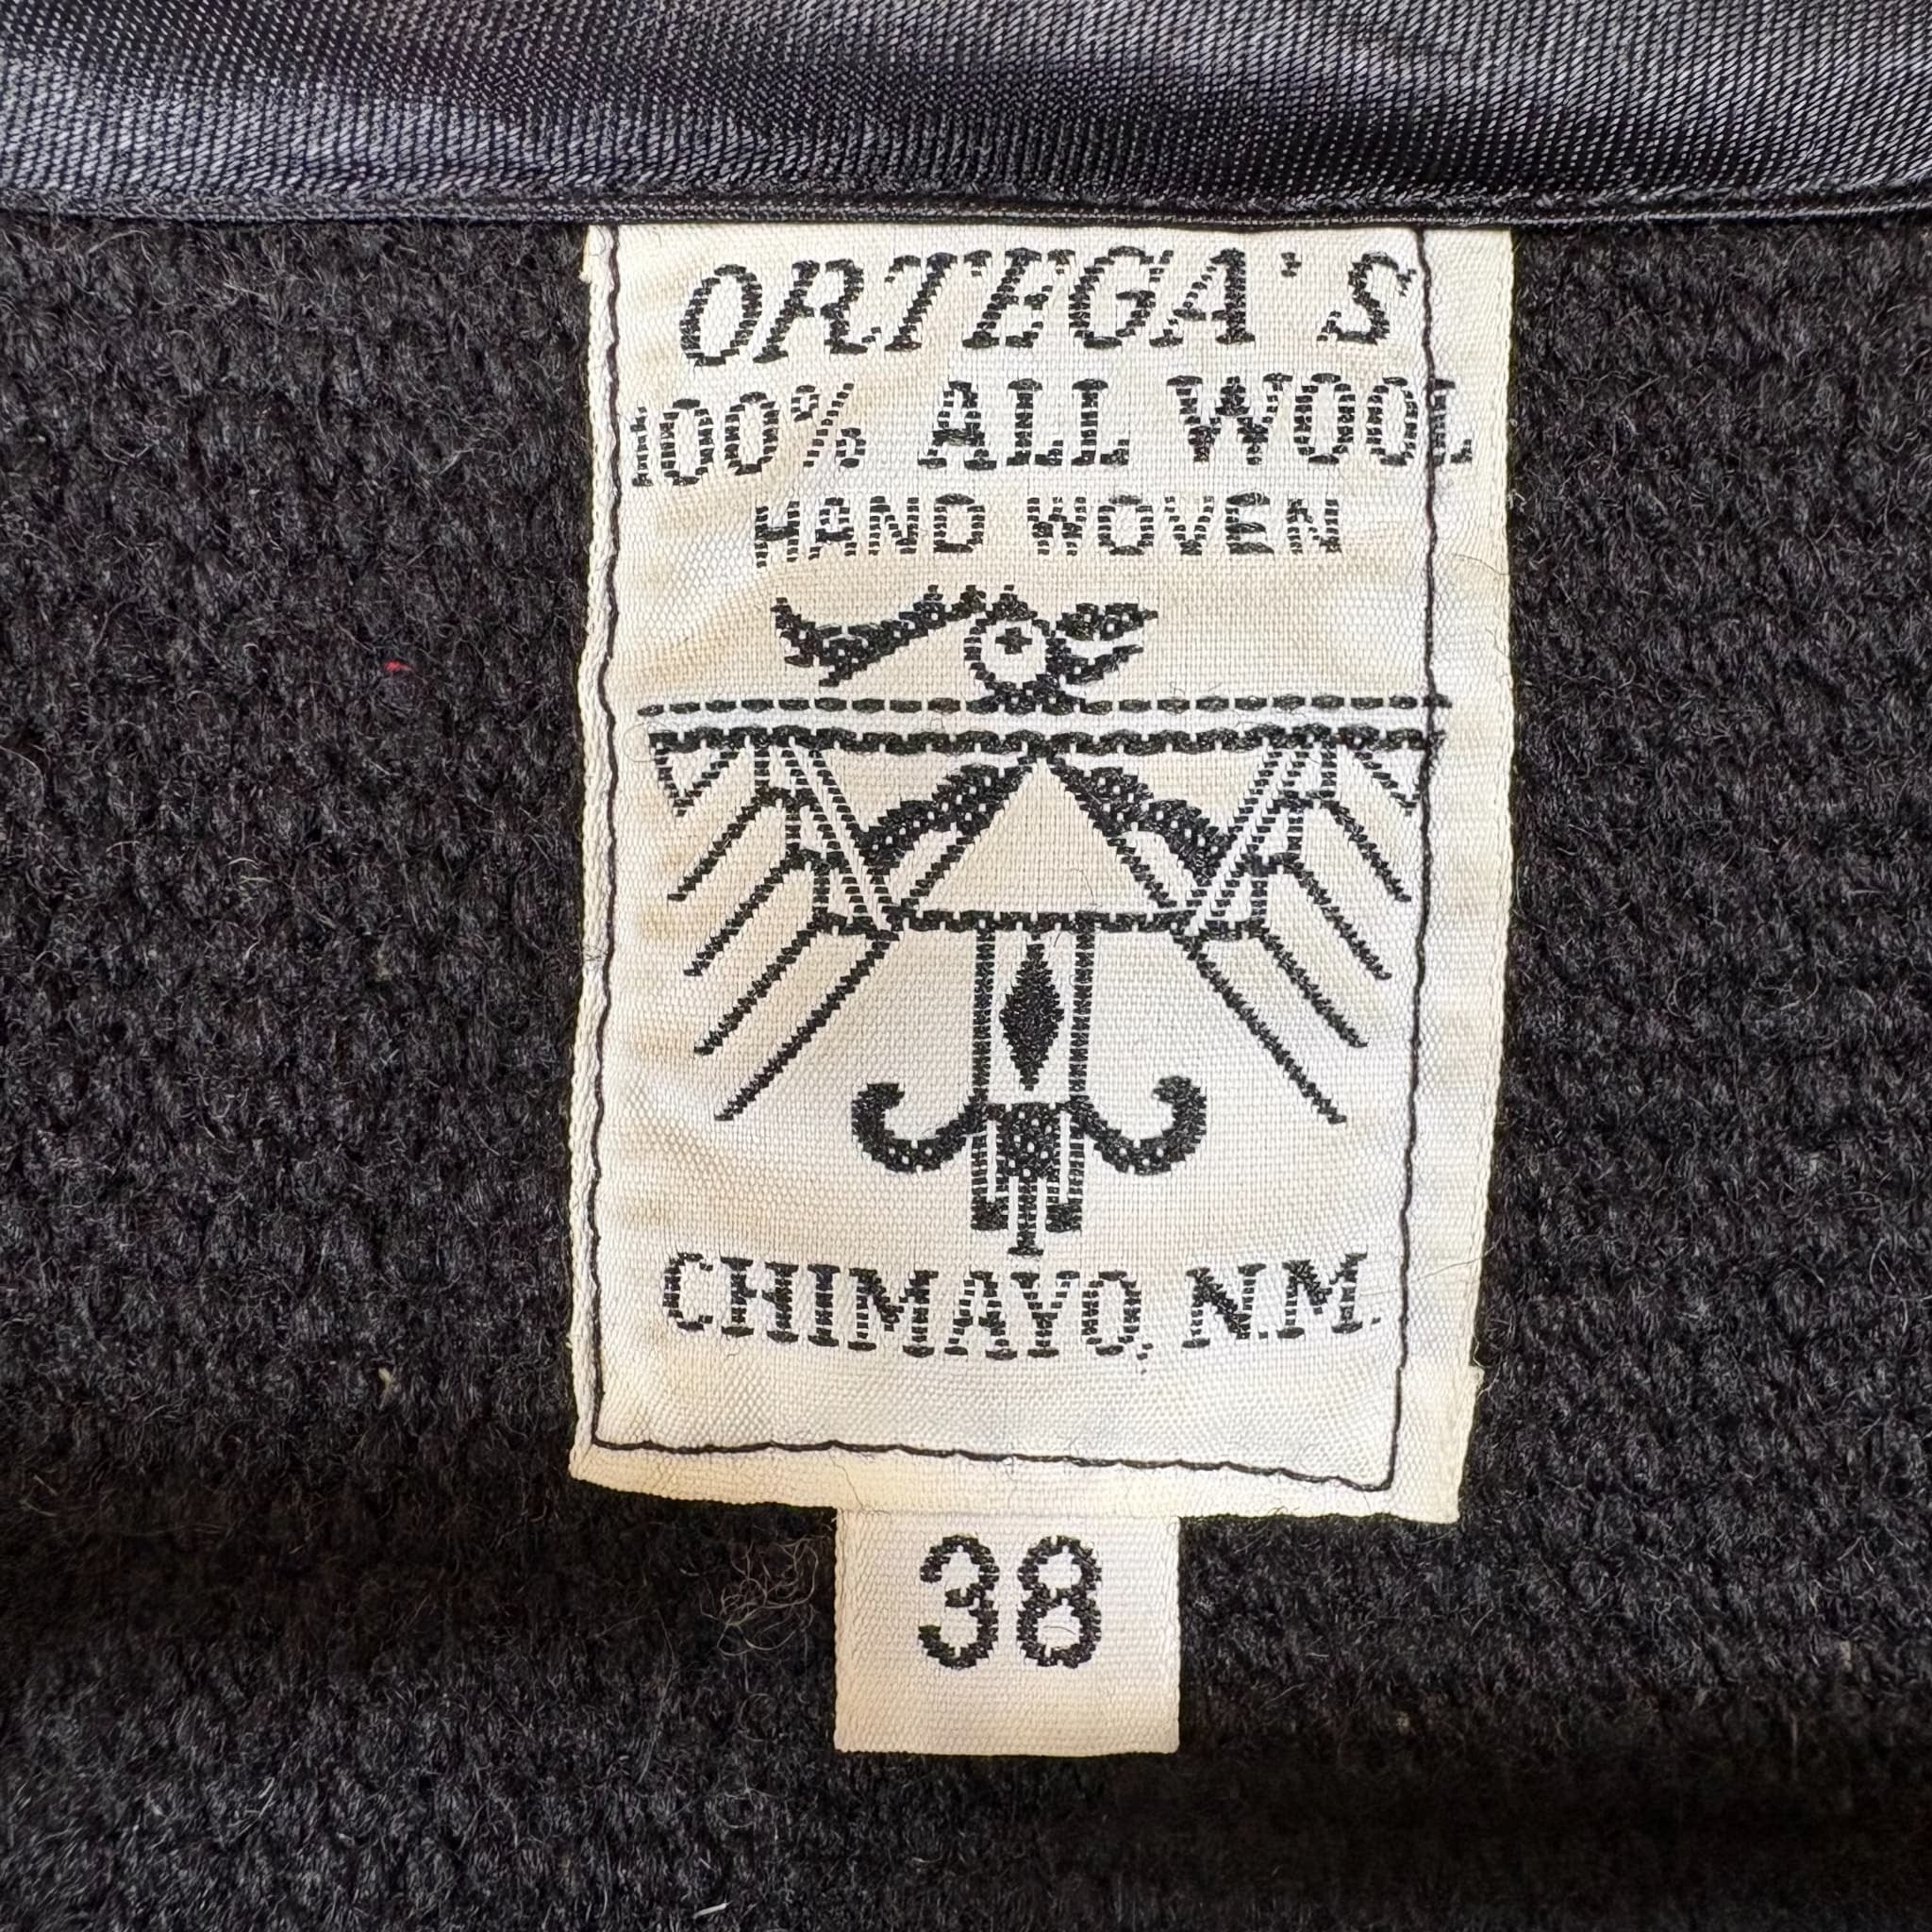 ORTEGA'S
100% ALL WOOL
HAND WOVEN
CHIMAYO, N.M.
38